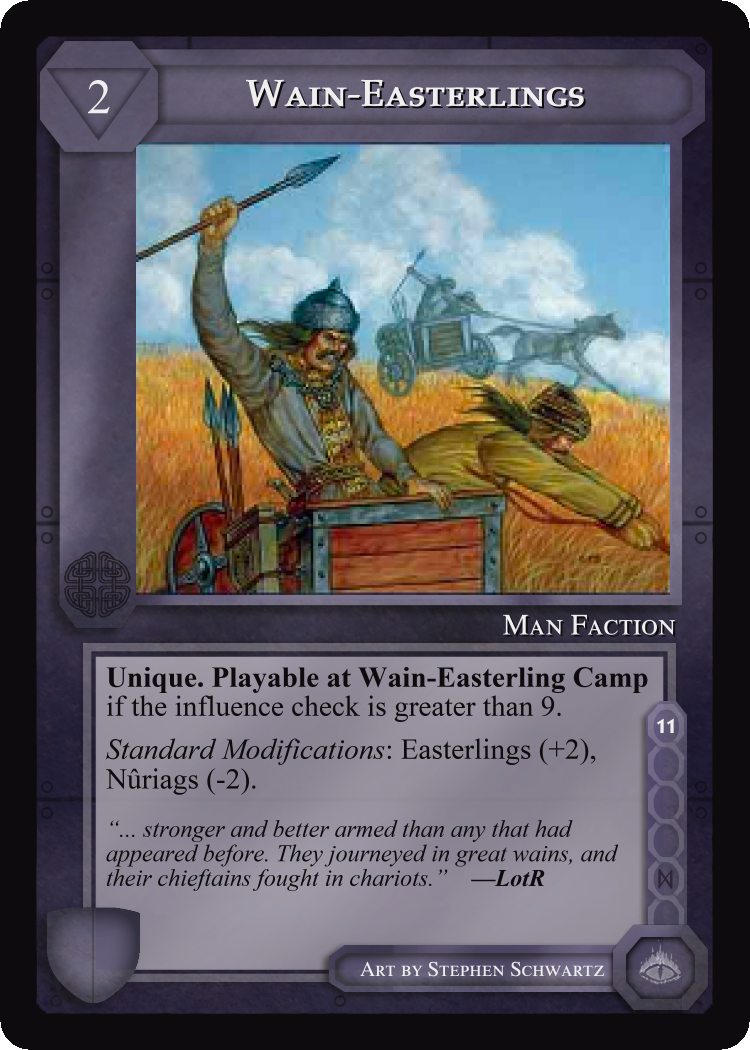 2
Wain-Easterlings
Man Faction
Unique. Playable at Wain-Easterling Camp
if the influence check is greater than 9.
Standard Modifications: Easterlings (+2),
Nûriags (-2).
11
“... stronger and better armed than any that had
appeared before. They journeyed in great wains, and
their chieftains fought in chariots.” —LotR
Art by Stephen Schwartz